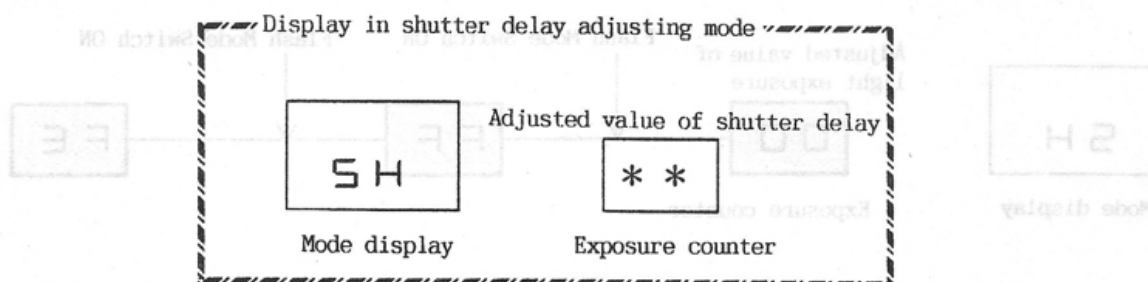 Display in shutter delay adjusting mode
Adjusted value of shutter delay
SH
* *
Mode display
Exposure counter